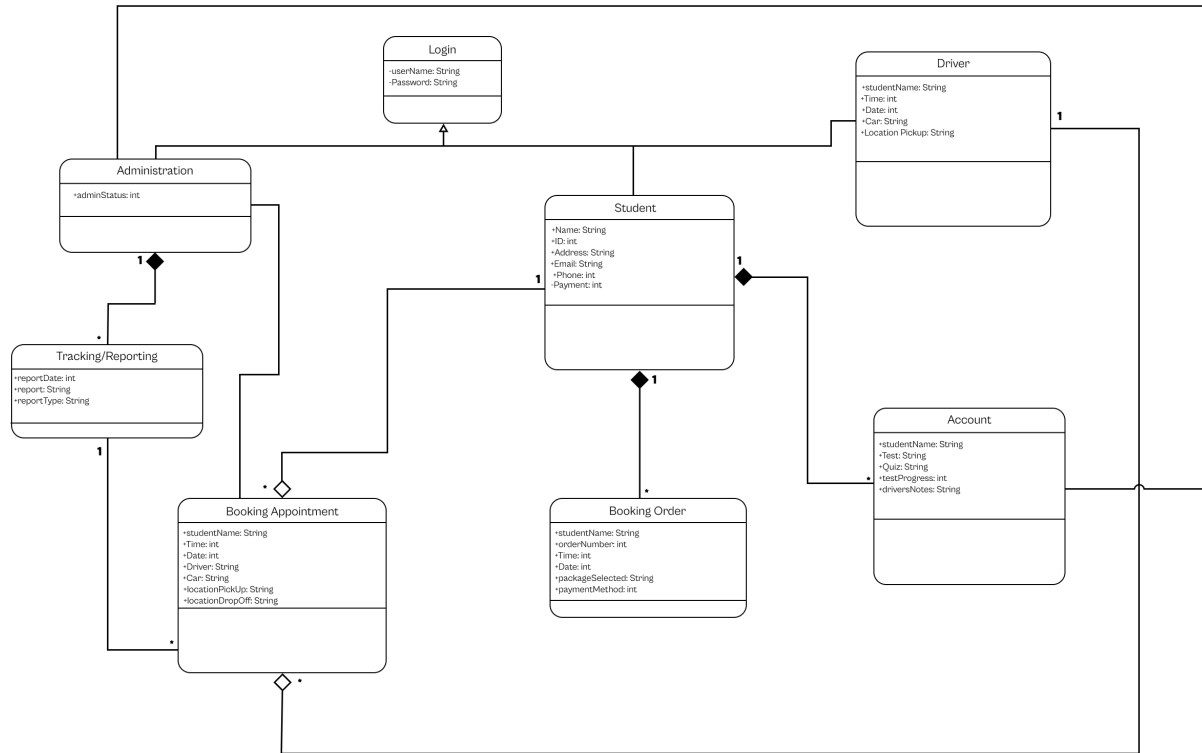 Login
-userName: String
-Password: String
Driver
+studentName: String
+Time: int
+Date: int
+Car: String
+Location Pickup: String
1
Administration
+adminStatus: int
1
*
Student
+Name: String
+ID: int
+Address: String
+Email: String
+Phone: int
-Payment: int
1
1
1
Tracking/Reporting
+reportDate: int
+report: String
+reportType: String
1
*
Account
+studentName: String
+Test: String
+Quiz: String
+testProgress: int
+driversNotes: String
*
Booking Appointment
+studentName: String
+Time: int
+Date: int
+Driver: String
+Car: String
+locationPickUp: String
+locationDropOff: String
*
*
*
Booking Order
+studentName: String
+orderNumber: int
+Time: int
+Date: int
+packageSelected: String
+paymentMethod: int